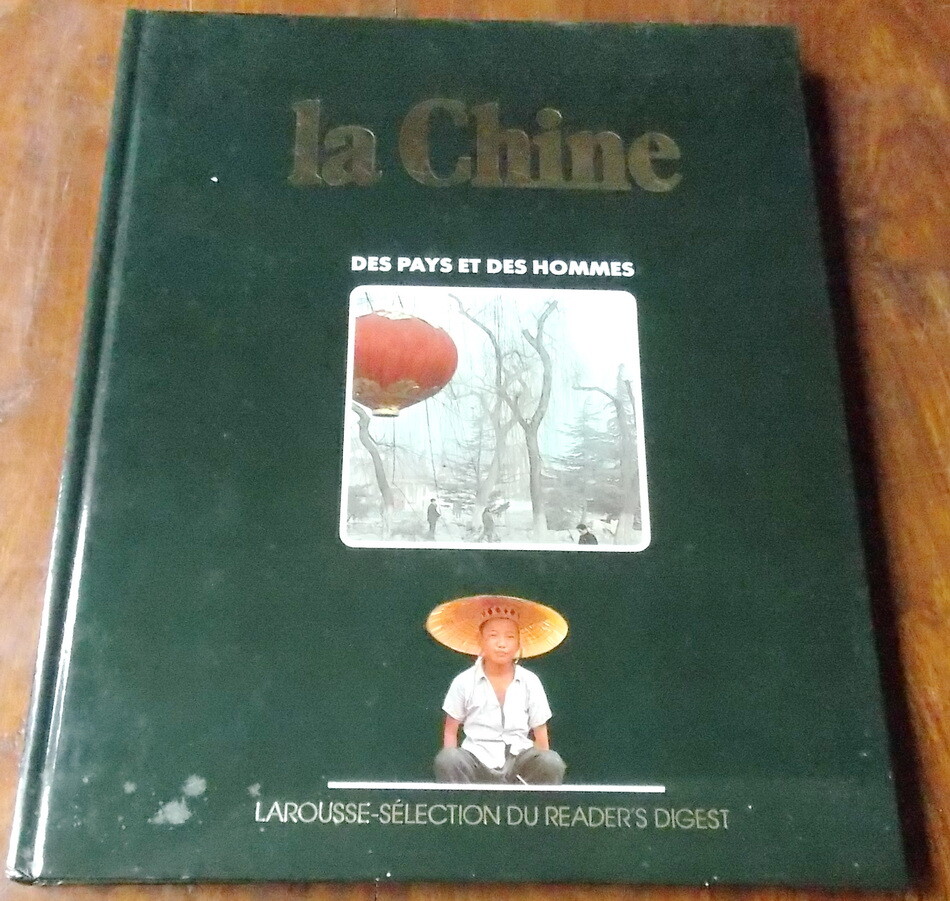 la Chine
DES PAYS ET DES HOMMES
LAROUSSE-SÉLECTION DU READER'S DIGEST